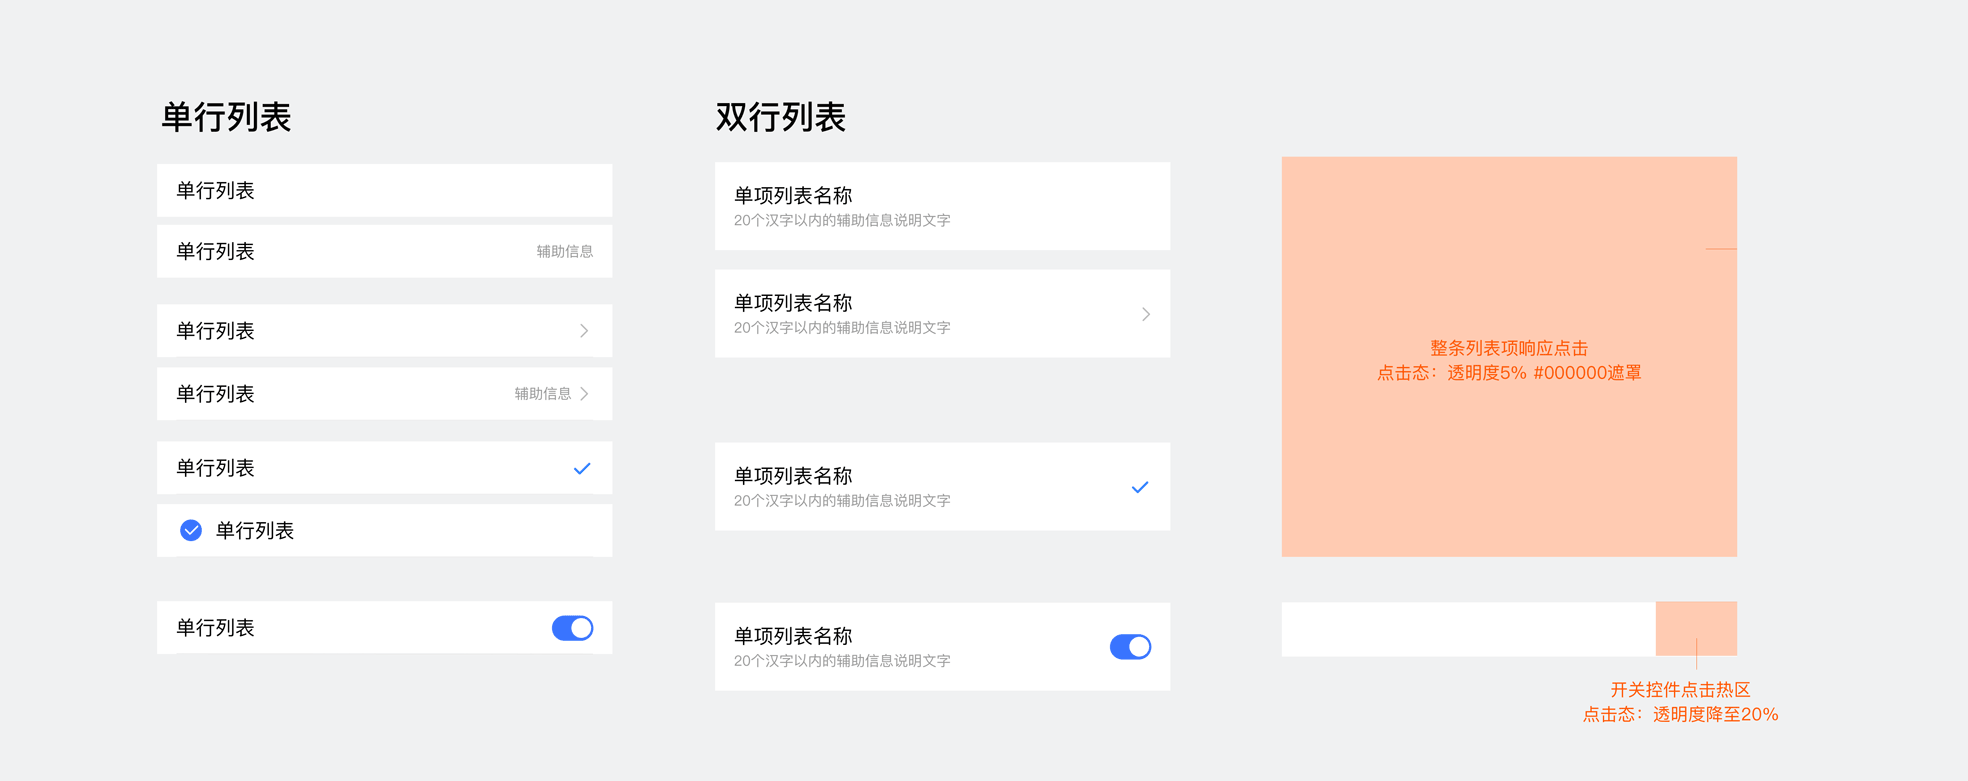 单行列表
单行列表
单行列表
辅助信息
单行列表
单行列表
辅助信息
单行列表
单行列表
单行列表
双行列表
单项列表名称
20个汉字以内的辅助信息说明文字
单项列表名称
20个汉字以内的辅助信息说明文字
单项列表名称
20个汉字以内的辅助信息说明文字
单项列表名称
20个汉字以内的辅助信息说明文字
整条列表项响应点击
点击态：透明度5% #000000遮罩
开关控件点击热区
点击态：透明度降至20%